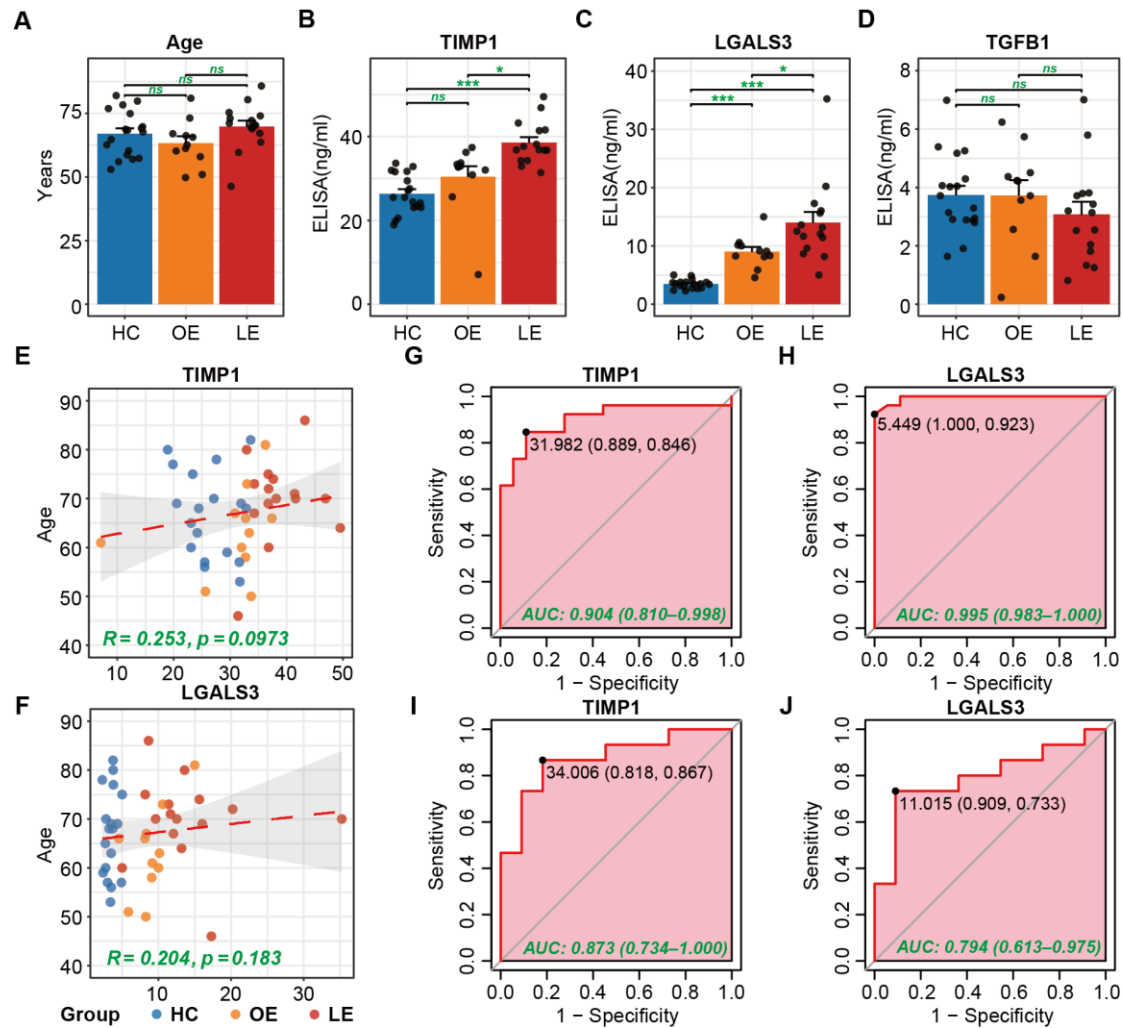 A
Age
ns
ns
ns
Years
75
50
25
0
HC OE LE
B
TIMP1
*
***
ns
ELISA(ng/ml)
40
20
0
HC OE LE
C
LGALS3
*
***
***
ELISA(ng/ml)
40
30
20
10
0
HC OE LE
D
TGFB1
ns
ns
ELISA(ng/ml)
8
6
4
2
0
HC OE LE
E
TIMP1
Age
90
80
70
60
50
40
R = 0.253, p = 0.0973
10 20 30 40 50
G
TIMP1
Sensitivity
1.0
0.8
0.6
0.4
0.2
0.0
31.982 (0.889, 0.846)
AUC: 0.904 (0.810–0.998)
0.0 0.2 0.4 0.6 0.8 1.0
1 − Specificity
H
LGALS3
Sensitivity
1.0
0.8
0.6
0.4
0.2
0.0
5.449 (1.000, 0.923)
AUC: 0.995 (0.983–1.000)
0.0 0.2 0.4 0.6 0.8 1.0
1 − Specificity
F
LGALS3
Age
90
80
70
60
50
40
R = 0.204, p = 0.183
10 20 30
Group HC OE LE
I
TIMP1
Sensitivity
1.0
0.8
0.6
0.4
0.2
0.0
34.006 (0.818, 0.867)
AUC: 0.873 (0.734–1.000)
0.0 0.2 0.4 0.6 0.8 1.0
1 − Specificity
J
LGALS3
Sensitivity
1.0
0.8
0.6
0.4
0.2
0.0
11.015 (0.909, 0.733)
AUC: 0.794 (0.613–0.975)
0.0 0.2 0.4 0.6 0.8 1.0
1 − Specificity